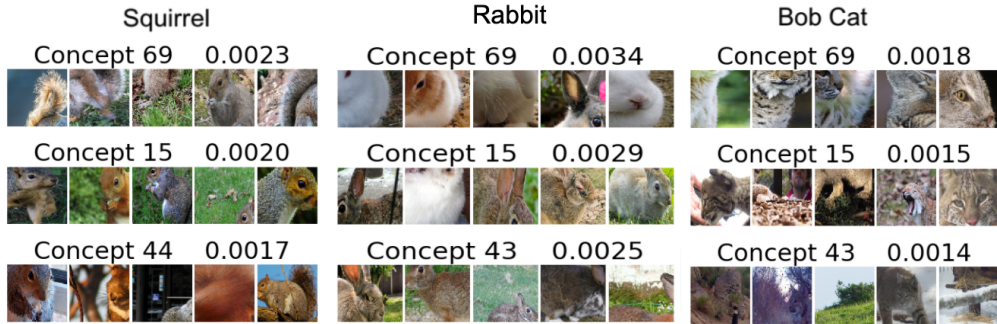 Squirrel Rabbit Bob Cat
Concept 69 0.0023 Concept 69 0.0034 Concept 69 0.0018
Concept 15 0.0020 Concept 15 0.0029 Concept 15 0.0015
Concept 44 0.0017 Concept 43 0.0025 Concept 43 0.0014